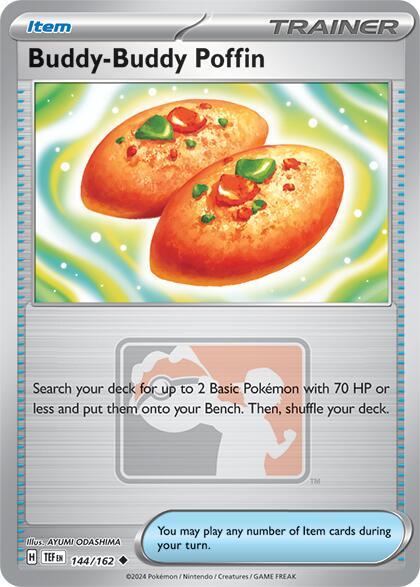 Item
TRAINER
Buddy-Buddy Poffin
Search your deck for up to 2 Basic Pokémon with 70 HP or
less and put them onto your Bench. Then, shuffle your deck.
TM
Illus. AYUMI ODASHIMA
H TEF EN 144/162
You may play any number of Item cards during
your turn.
©2024 Pokémon / Nintendo / Creatures / GAME FREAK